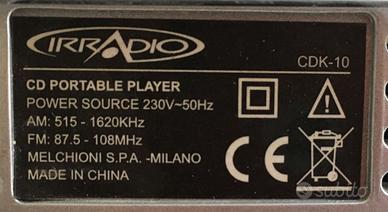 IRRADIO
CDK-10
CD PORTABLE PLAYER
POWER SOURCE 230V~50Hz
AM: 515 - 1620KHz
FM: 87.5 - 108MHz
MELCHIONI S.P.A. -MILANO
MADE IN CHINA
CE
subito